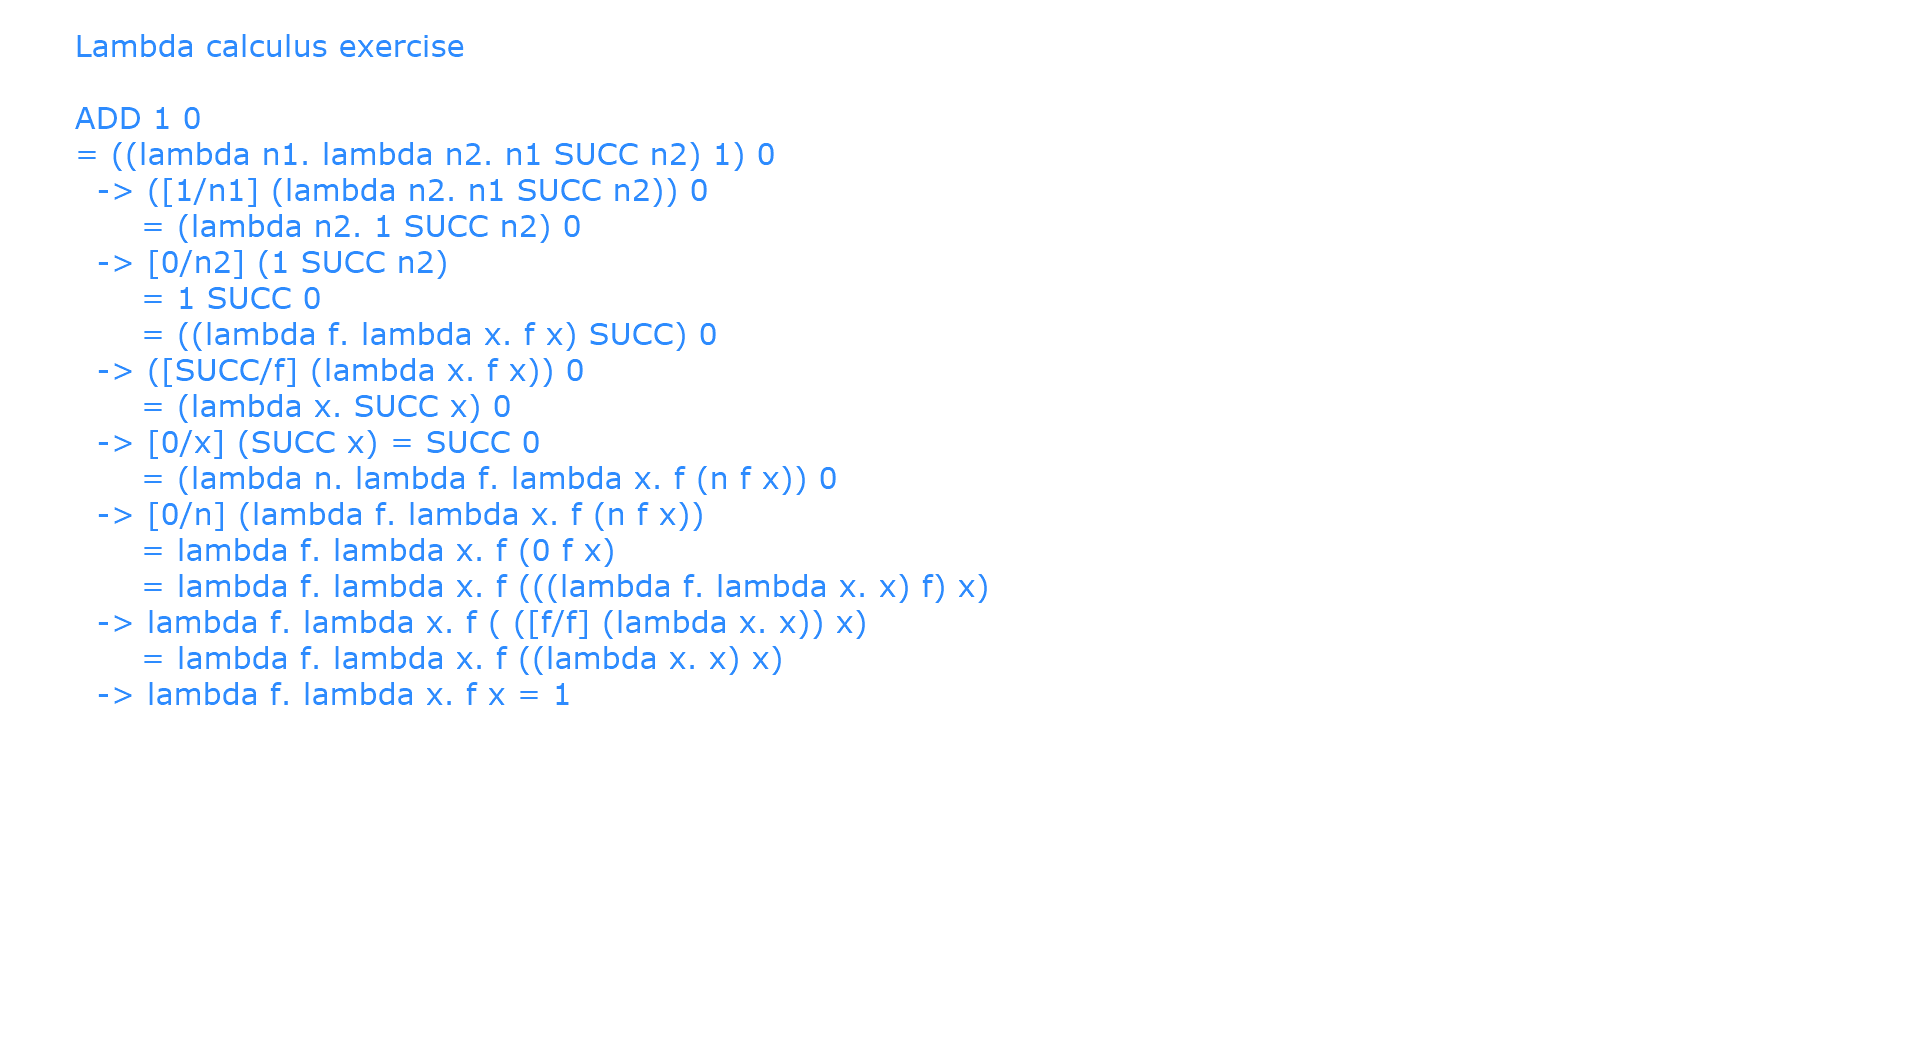 Lambda calculus exercise
ADD 1 0
= ((lambda n1. lambda n2. n1 SUCC n2) 1) 0
-> ([1/n1] (lambda n2. n1 SUCC n2)) 0
= (lambda n2. 1 SUCC n2) 0
-> [0/n2] (1 SUCC n2)
= 1 SUCC 0
= ((lambda f. lambda x. f x) SUCC) 0
-> ([SUCC/f] (lambda x. f x)) 0
= (lambda x. SUCC x) 0
-> [0/x] (SUCC x) = SUCC 0
= (lambda n. lambda f. lambda x. f (n f x)) 0
-> [0/n] (lambda f. lambda x. f (n f x))
= lambda f. lambda x. f (0 f x)
= lambda f. lambda x. f (((lambda f. lambda x. x) f) x)
-> lambda f. lambda x. f ( ([f/f] (lambda x. x)) x)
= lambda f. lambda x. f ((lambda x. x) x)
-> lambda f. lambda x. f x = 1